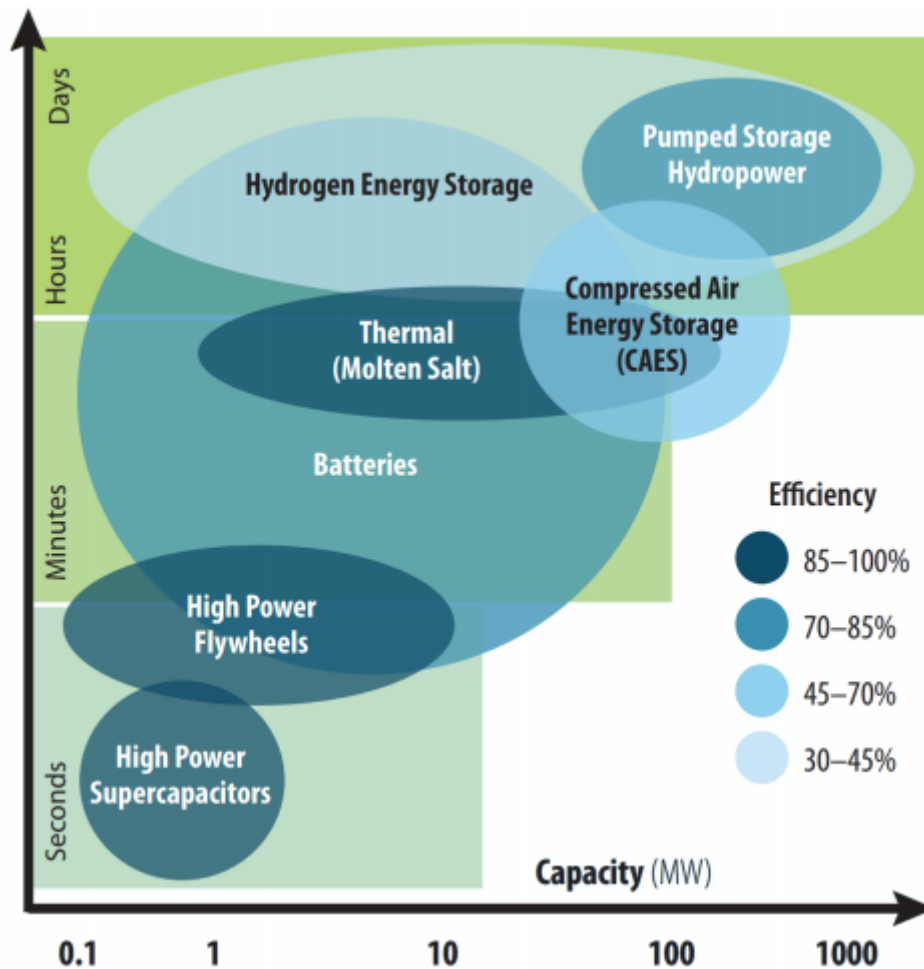 Days
Hours
Minutes
Seconds
Pumped Storage
Hydropower
Hydrogen Energy Storage
Compressed Air
Energy Storage
(CAES)
Thermal
(Molten Salt)
Batteries
High Power
Flywheels
High Power
Supercapacitors
Efficiency
85–100%
70–85%
45–70%
30–45%
Capacity (MW)
0.1 1 10 100 1000